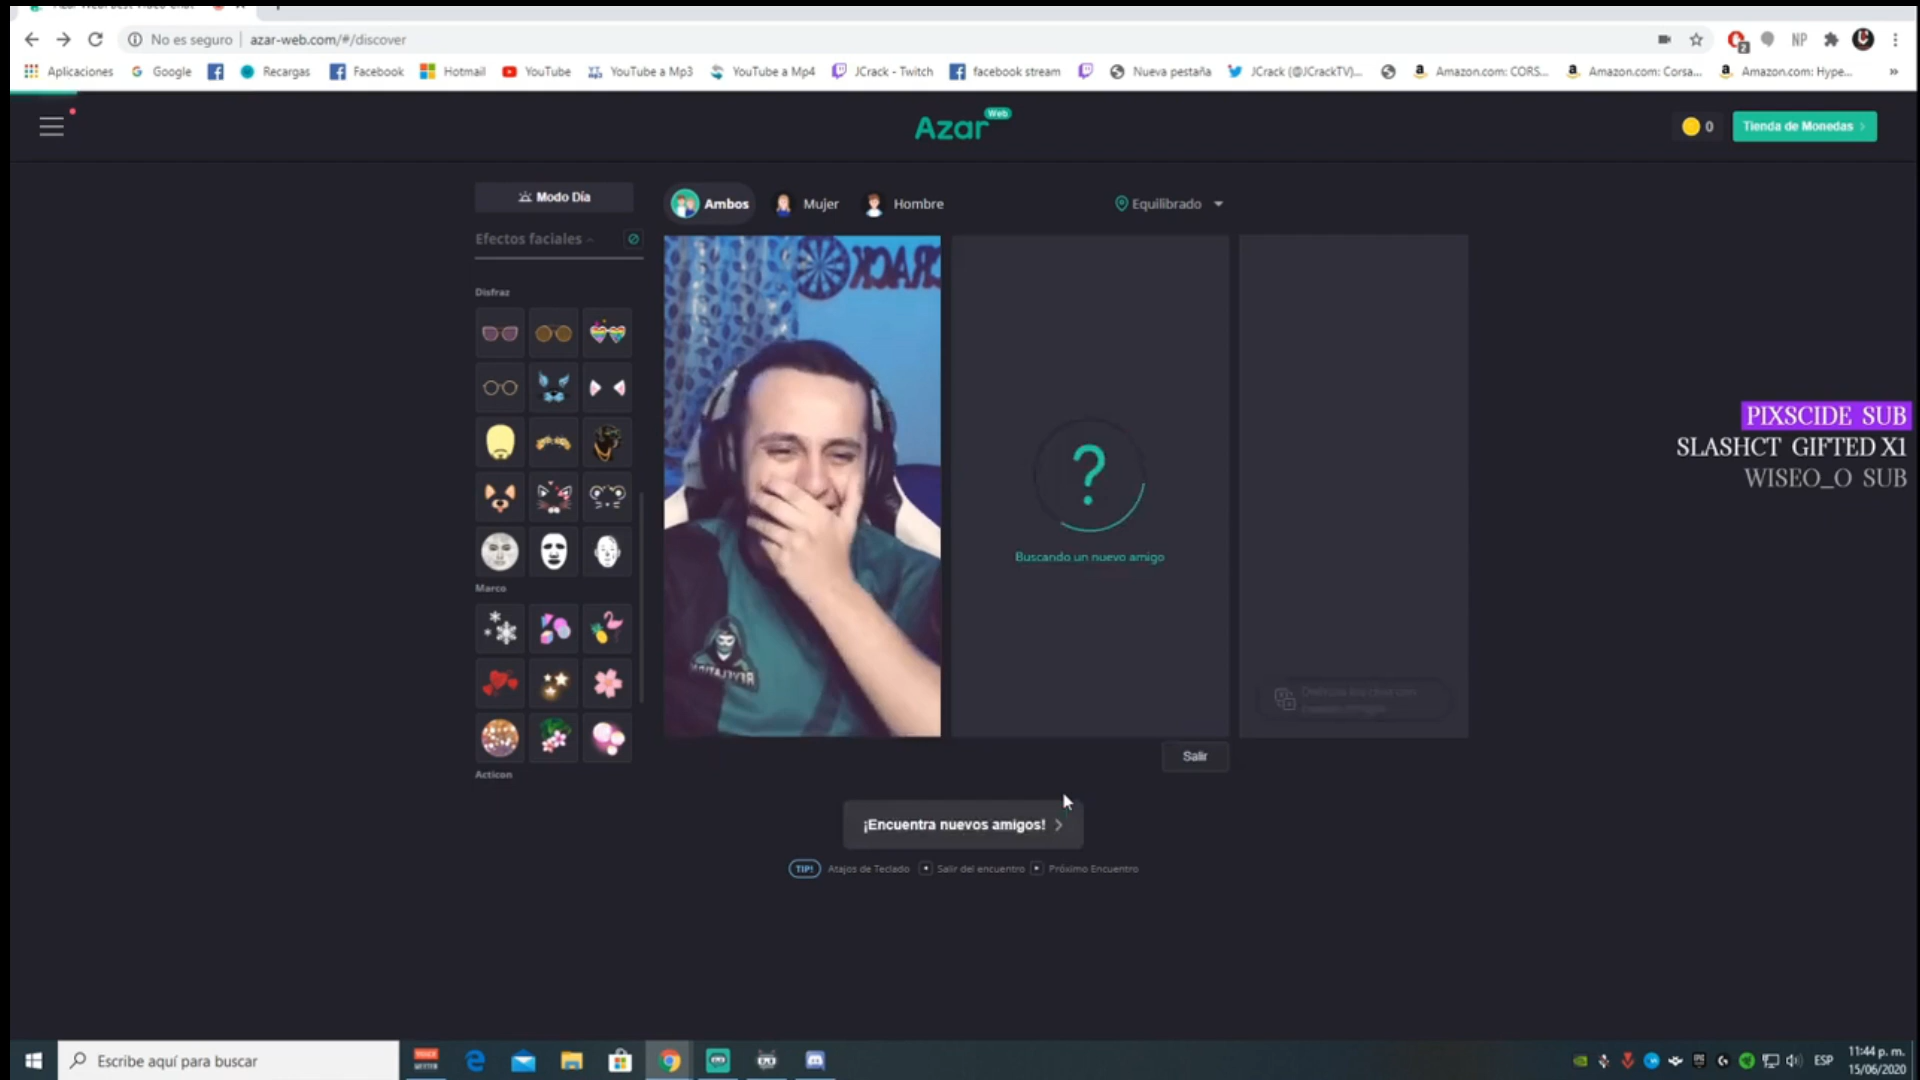 No es seguro | azar-web.com/#/discover
NP
Aplicaciones Google Recargas Facebook Hotmail YouTube YouTube a Mp3 YouTube a Mp4 JCrack - Twitch facebook stream Nueva pestaña JCrack (@JCrackTV)... Amazon.com: CORS... Amazon.com: Corsa... Amazon.com: Hype... »
Azar Web
0
Tienda de Monedas
Modo Día
Ambos Mujer Hombre
Equilibrado
Efectos faciales
Disfraz
CRACK
PIXSCIDE SUB
SLASHCT GIFTED X1
WISEO_O SUB
?
Buscando un nuevo amigo
Marco
Salir
Acticon
¡Encuentra nuevos amigos!
TIP! Atajos de Teclado Salir del encuentro Próximo Encuentro
Escribe aquí para buscar
ESP
11:44 p. m.
15/06/2020